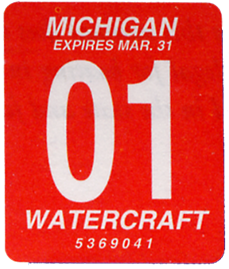 MICHIGAN
EXPIRES MAR. 31
01
WATERCRAFT
5369041